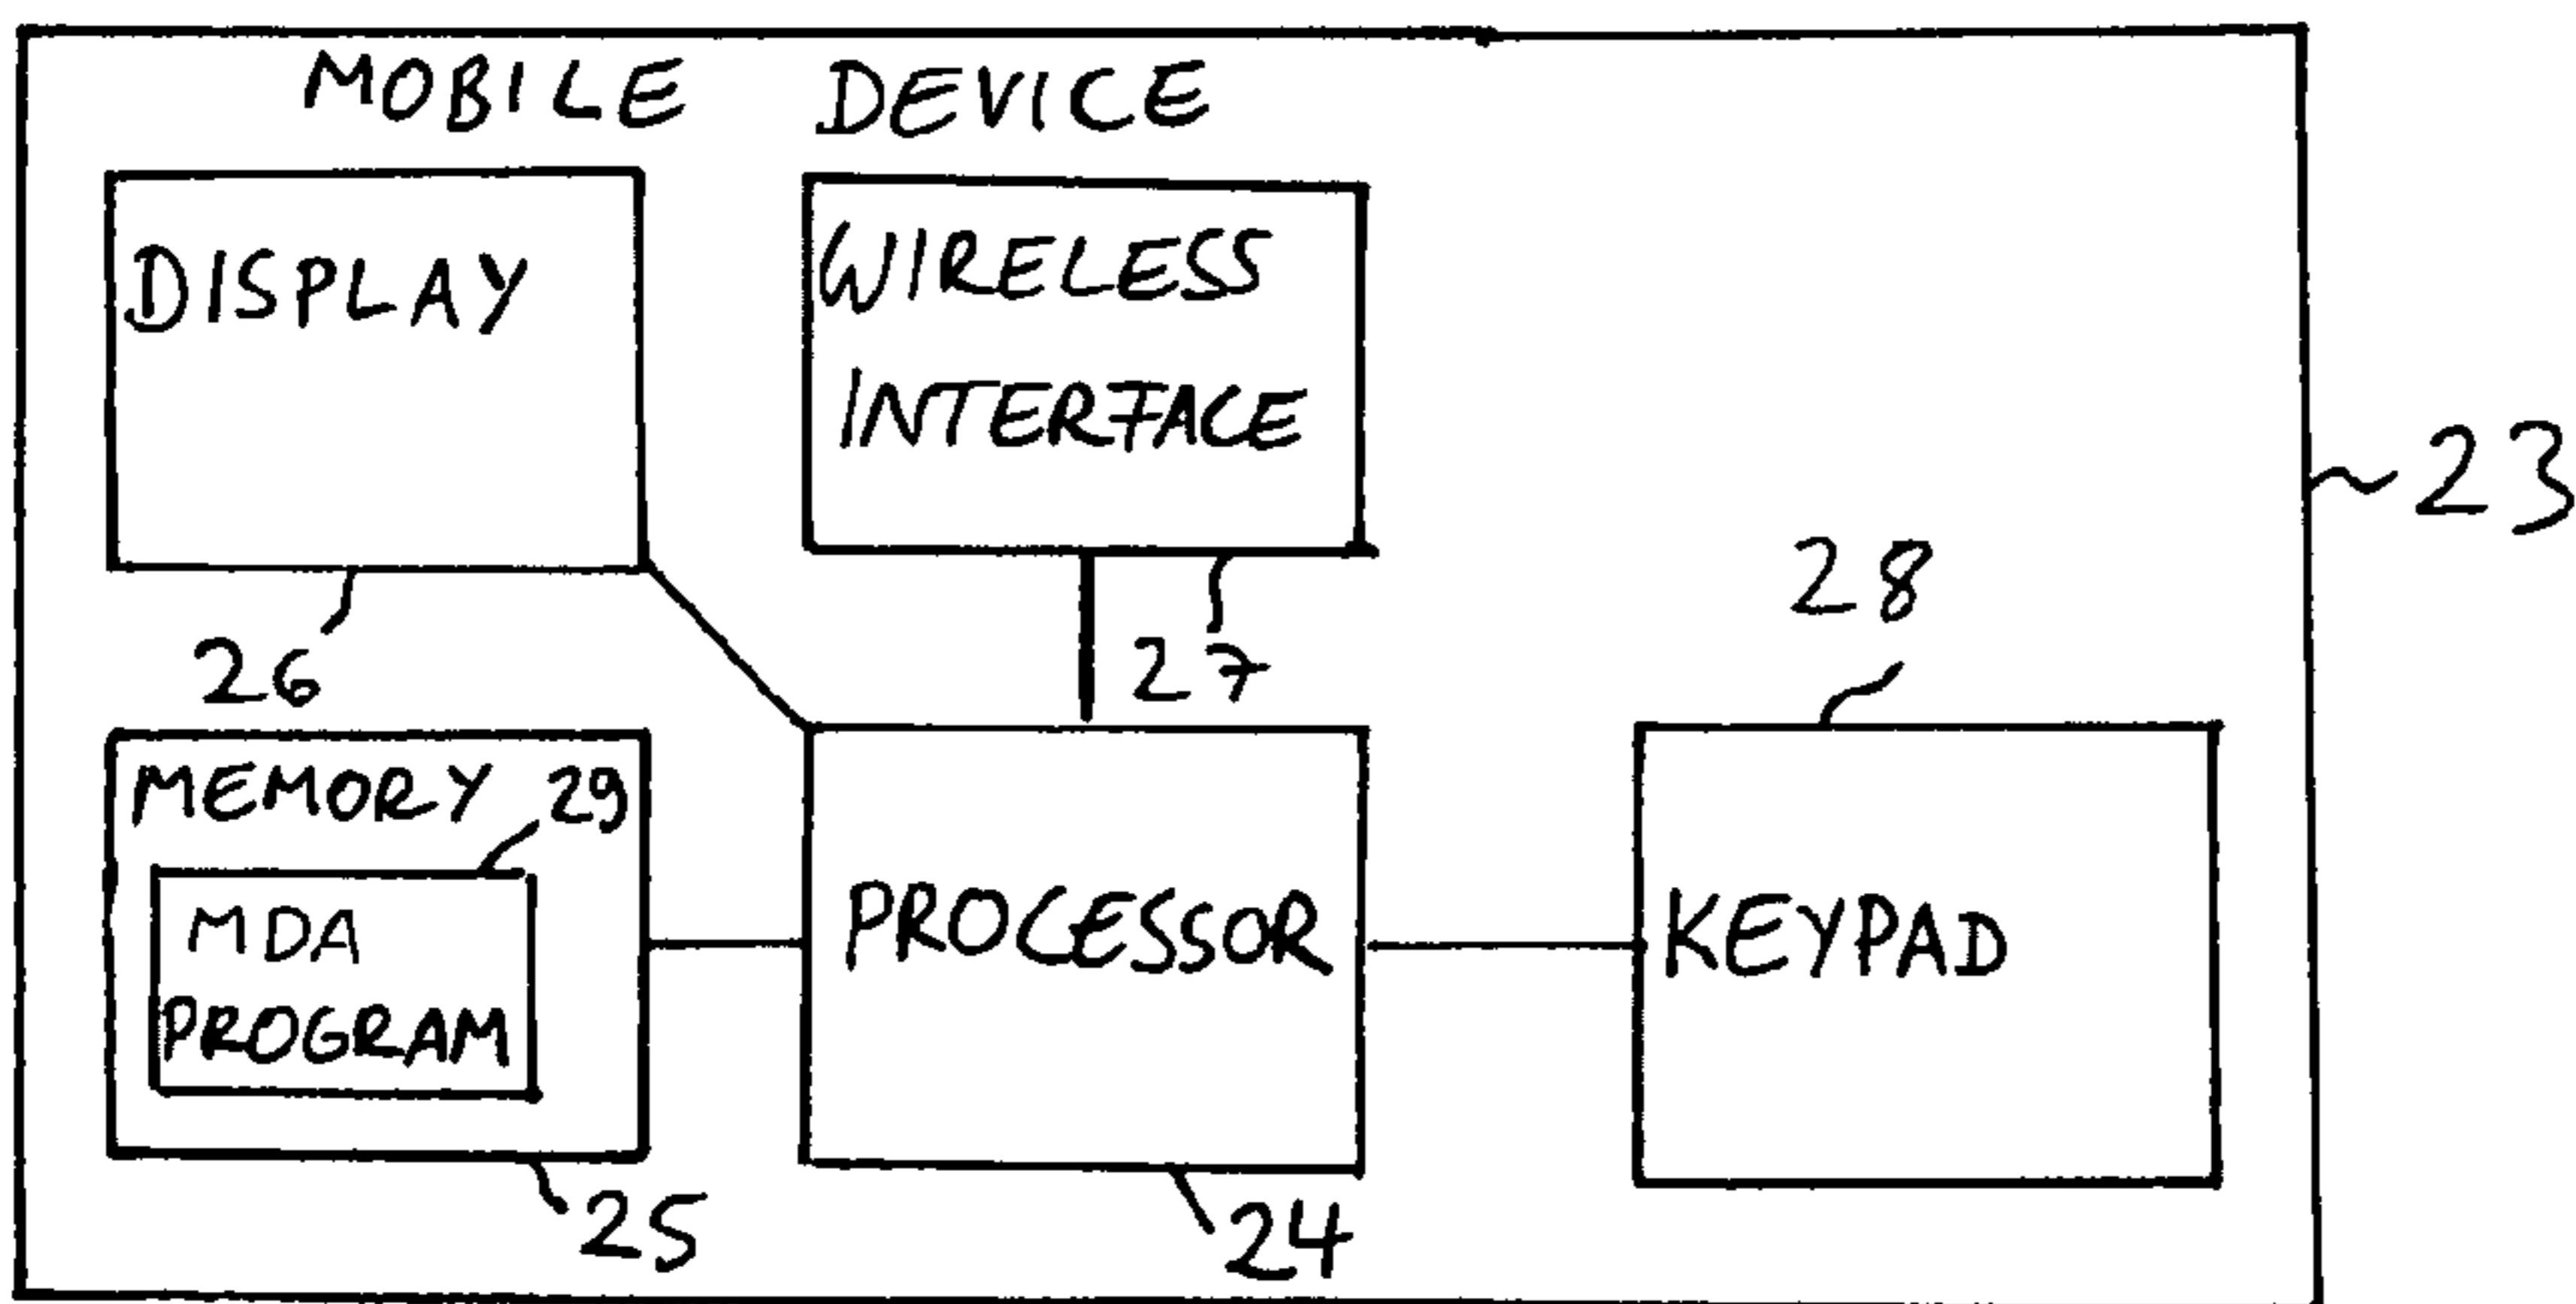 MOBILE DEVICE
DISPLAY
26
WIRELESS
INTERFACE
27
23
28
MEMORY 29
MDA
PROGRAM
25
PROCESSOR
24
KEYPAD